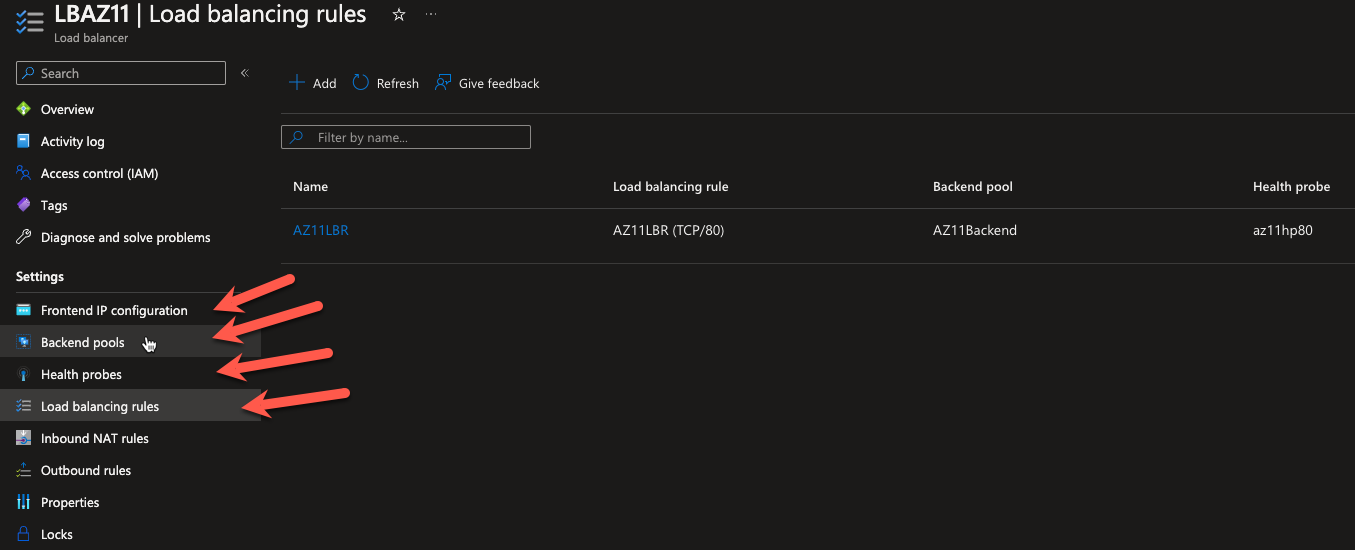 LBAZ11 | Load balancing rules ☆ ...
Load balancer
Search «
Add Refresh Give feedback
Overview
Activity log
Access control (IAM)
Tags
Diagnose and solve problems
Settings
Frontend IP configuration
Backend pools
Health probes
Load balancing rules
Inbound NAT rules
Outbound rules
Properties
Locks
Filter by name...
Name Load balancing rule Backend pool Health probe
AZ11LBR AZ11LBR (TCP/80) AZ11Backend az11hp80